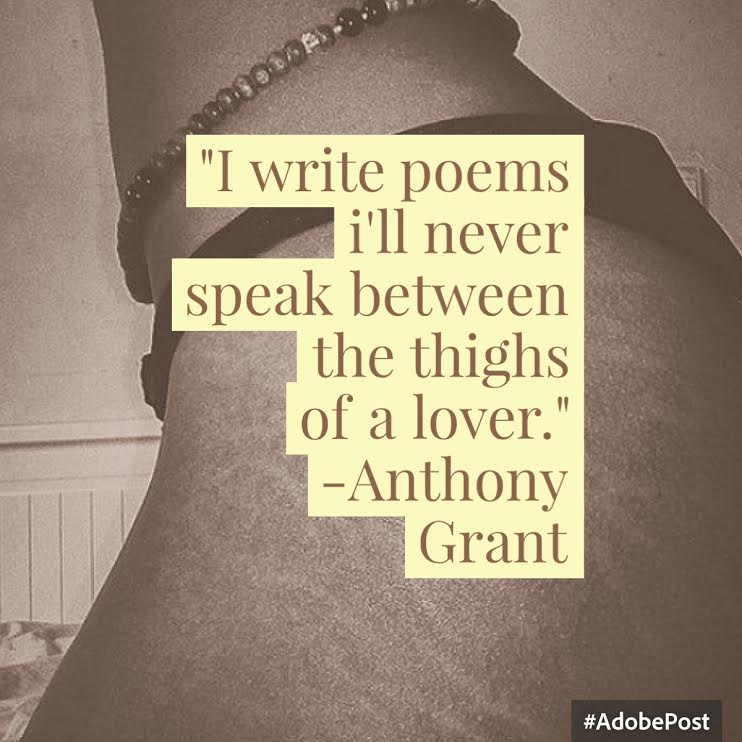 "I write poems
i'll never
speak between
the thighs
of a lover."
-Anthony
Grant
#AdobePost